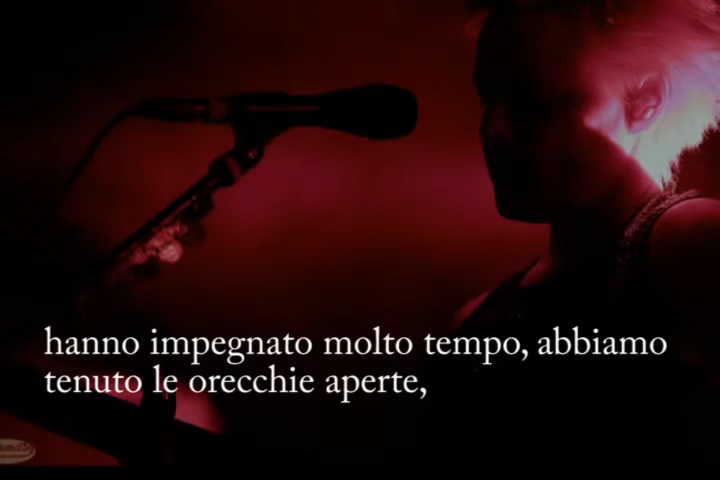 hanno impegnato molto tempo, abbiamo
tenuto le orecchie aperte,